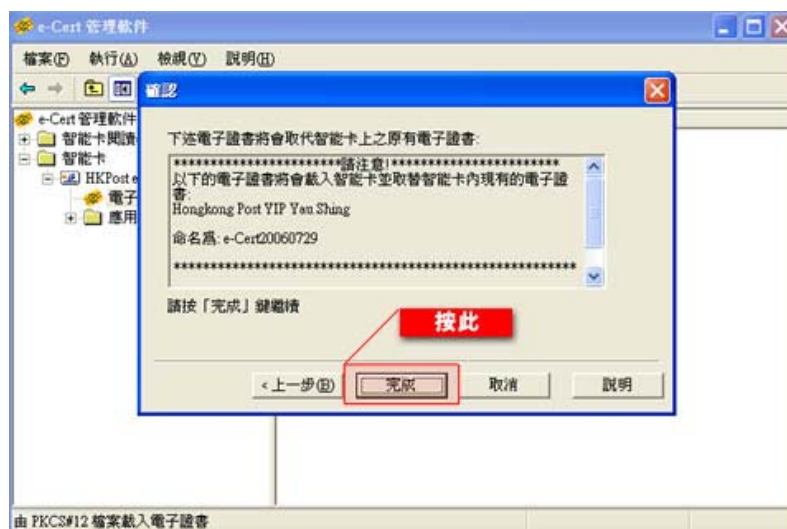 e-Cert 管理軟件
檔案(F) 執行(A) 檢視(V) 說明(H)
e-Cert 管理軟件
智能卡閱讀
智能卡
HKPost e
電子
應用
確認
下述電子證書將會取代智能卡上之原有電子證書:
***********************請注意!***********************
以下的電子證書將會載入智能卡並取替智能卡內現有的電子證
書:
Hongkong Post YIP Yau Shing
命名爲: e-Cert20060729
*******************************************************
請按「完成」鍵繼續
按此
<上一步(B)
完成
取消
說明
由 PKCS#12 檔案載入電子證書